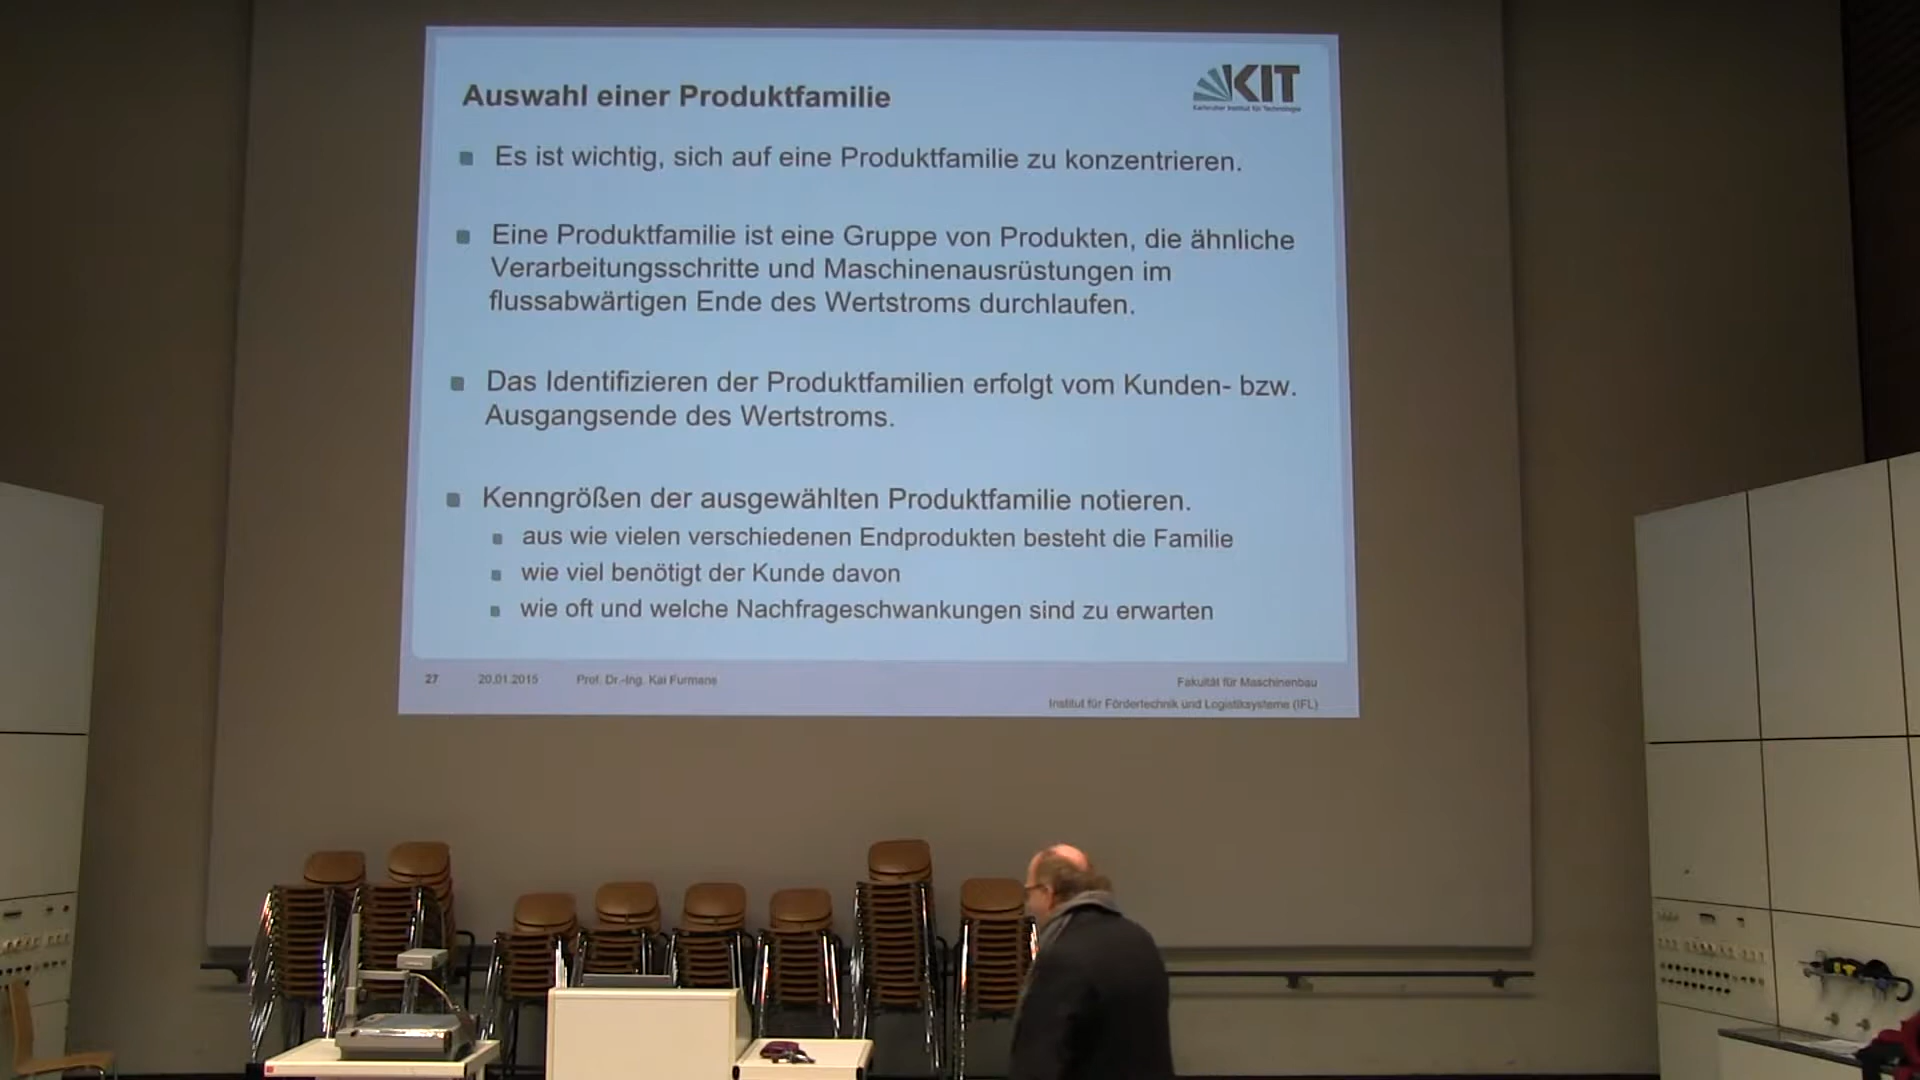 Auswahl einer Produktfamilie
KIT
Karlsruher Institut für Technologie
Es ist wichtig, sich auf eine Produktfamilie zu konzentrieren.
Eine Produktfamilie ist eine Gruppe von Produkten, die ähnliche
Verarbeitungsschritte und Maschinenausrüstungen im
flussabwärtigen Ende des Wertstroms durchlaufen.
Das Identifizieren der Produktfamilien erfolgt vom Kunden- bzw.
Ausgangsende des Wertstroms.
Kenngrößen der ausgewählten Produktfamilie notieren.
aus wie vielen verschiedenen Endprodukten besteht die Familie
wie viel benötigt der Kunde davon
wie oft und welche Nachfrageschwankungen sind zu erwarten
27 20.01.2015 Prof. Dr.-Ing. Kai Furmans
Fakultät für Maschinenbau
Institut für Fördertechnik und Logistiksysteme (IFL)